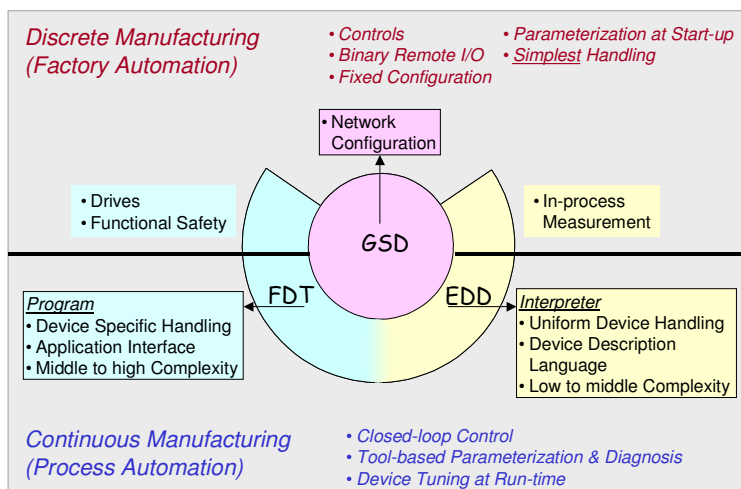 Discrete Manufacturing
(Factory Automation)
• Controls
• Binary Remote I/O
• Fixed Configuration
• Parameterization at Start-up
• Simplest Handling
• Network
Configuration
• Drives
• Functional Safety
GSD
• In-process
Measurement
FDT
EDD
Program
• Device Specific Handling
• Application Interface
• Middle to high Complexity
Interpreter
• Uniform Device Handling
• Device Description
Language
• Low to middle Complexity
Continuous Manufacturing
(Process Automation)
• Closed-loop Control
• Tool-based Parameterization & Diagnosis
• Device Tuning at Run-time